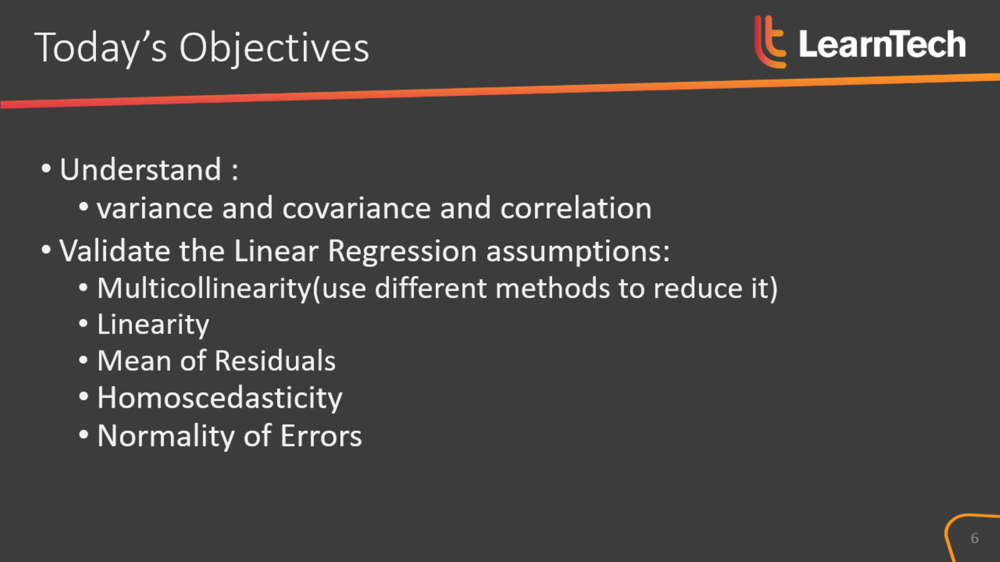 Today's Objectives
LearnTech
• Understand :
• variance and covariance and correlation
• Validate the Linear Regression assumptions:
• Multicollinearity(use different methods to reduce it)
• Linearity
• Mean of Residuals
• Homoscedasticity
• Normality of Errors
6